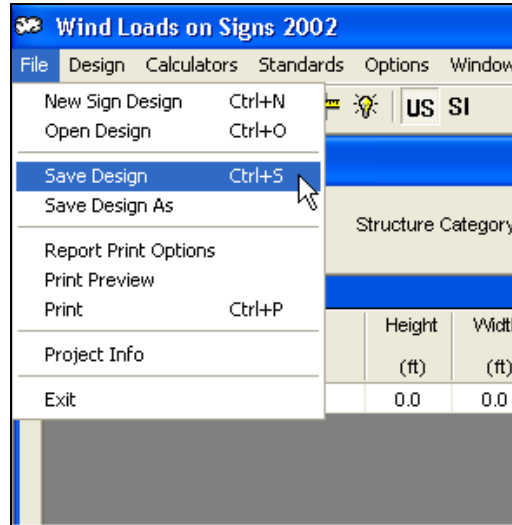 Wind Loads on Signs 2002
File Design Calculators Standards Options Window
New Sign Design Ctrl+N
US SI
Open Design Ctrl+O
Save Design Ctrl+S
Save Design As
Structure Category
Report Print Options
Print Preview
Print Ctrl+P
Height Widt
Project Info
(ft) (ft)
Exit
0.0 0.0